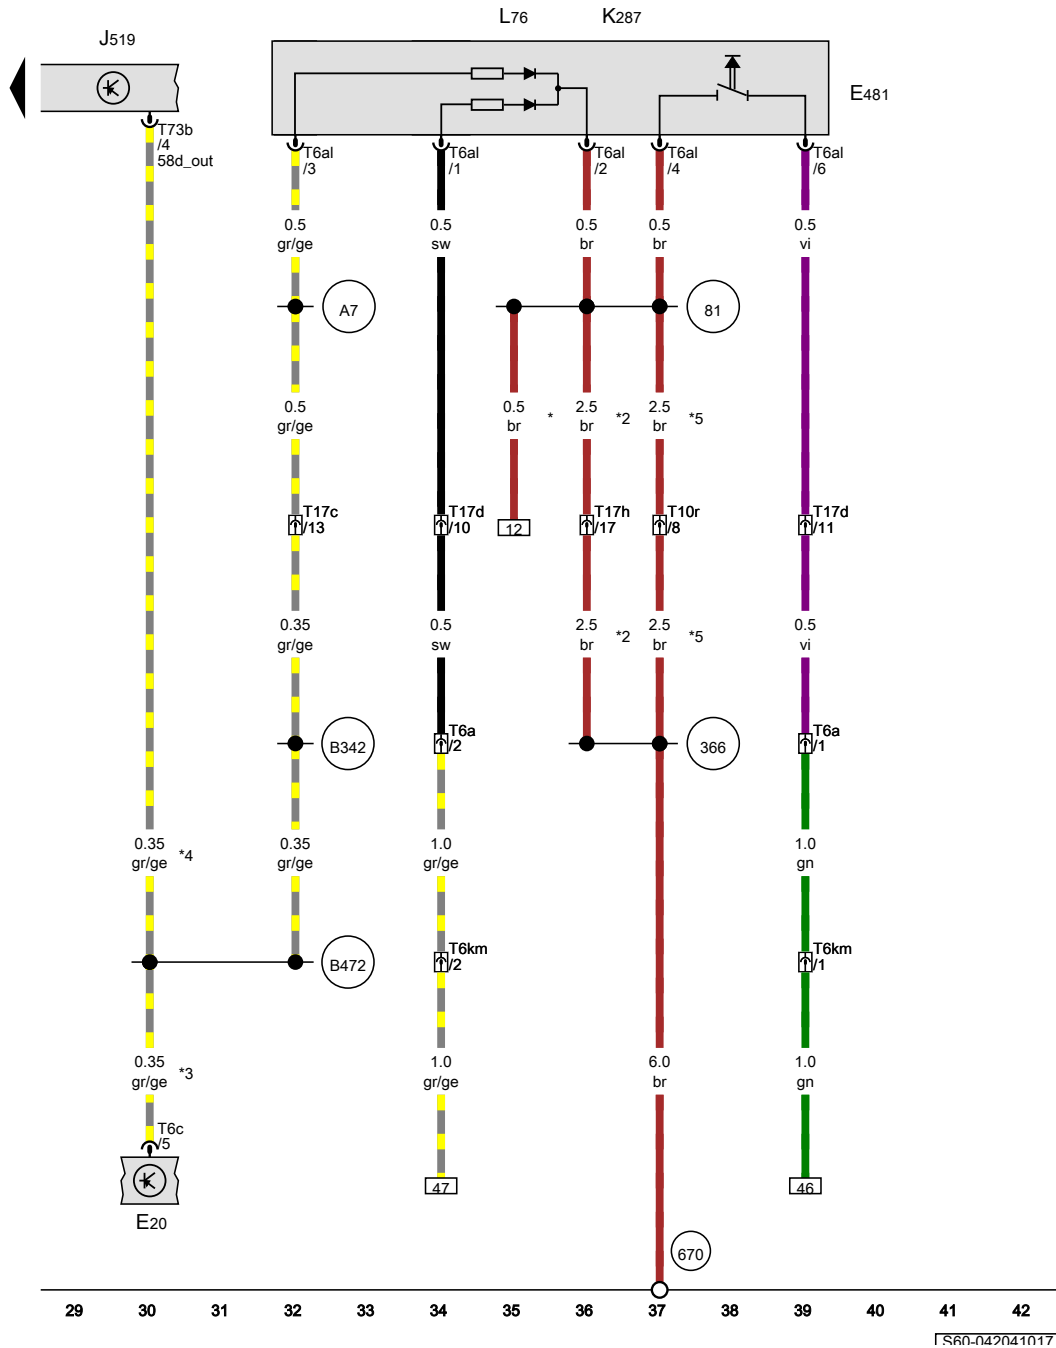 L76 K287
J519
E481
T73b
/4
58d_out
T6al
/3
T6al
/1
T6al
/2
T6al
/4
T6al
/6
0.5
gr/ge
0.5
sw
0.5
br
0.5
br
0.5
vi
A7
81
0.5
gr/ge
0.5
br
*
2.5
br
*2
2.5
br
*5
T17c
/13
T17d
/10
12
T17h
/17
T10r
/8
T17d
/11
0.35
gr/ge
0.5
sw
2.5
br
*2
2.5
br
*5
0.5
vi
B342
T6a
/2
366
T6a
/1
0.35
gr/ge
*4
0.35
gr/ge
1.0
gr/ge
1.0
gn
B472
T6km
/2
T6km
/1
0.35
gr/ge
*3
1.0
gr/ge
6.0
br
1.0
gn
T6c
/5
47
46
E20
670
29 30 31 32 33 34 35 36 37 38 39 40 41 42
S60-042041017